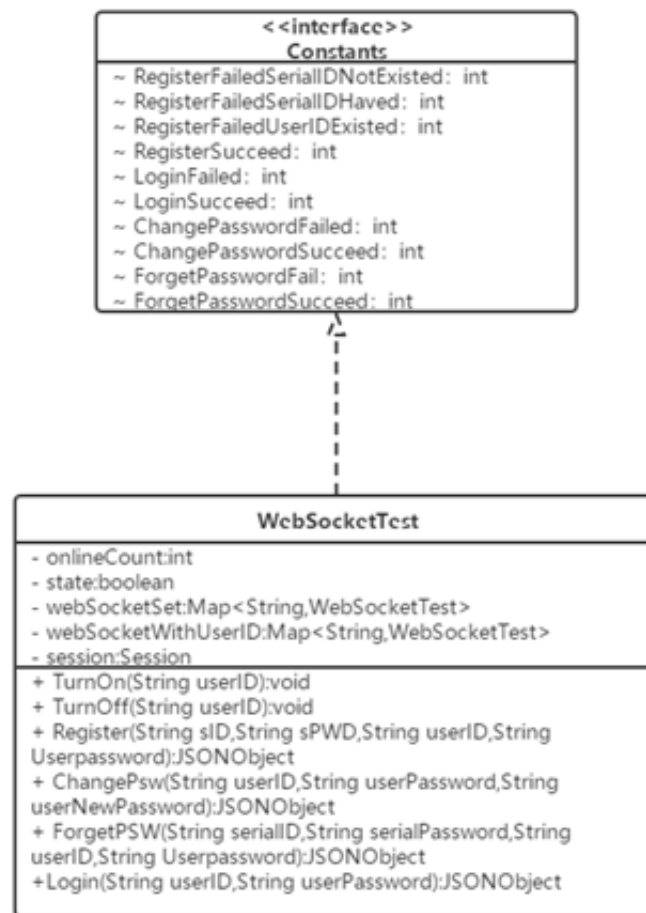 <<interface>>
Constants
~ RegisterFailedSerialIDNotExisted: int
~ RegisterFailedSerialIDHaved: int
~ RegisterFailedUserIDExisted: int
~ RegisterSucceed: int
~ LoginFailed: int
~ LoginSucceed: int
~ ChangePasswordFailed: int
~ ChangePasswordSucceed: int
~ ForgetPasswordFail: int
~ ForgetPasswordSucceed: int
WebSocketTest
- onlineCount:int
- state:boolean
- webSocketSet:Map<String,WebSocketTest>
- webSocketWithUserID:Map<String,WebSocketTest>
- session:Session
+ TurnOn(String userID):void
+ TurnOff(String userID):void
+ Register(String sID,String sPWD,String userID,String
Userpassword):JSONObject
+ ChangePsw(String userID,String userPassword,String
userNewPassword):JSONObject
+ ForgetPSW(String serialID,String serialPassword,String
userID,String Userpassword):JSONObject
+Login(String userID,String userPassword):JSONObject